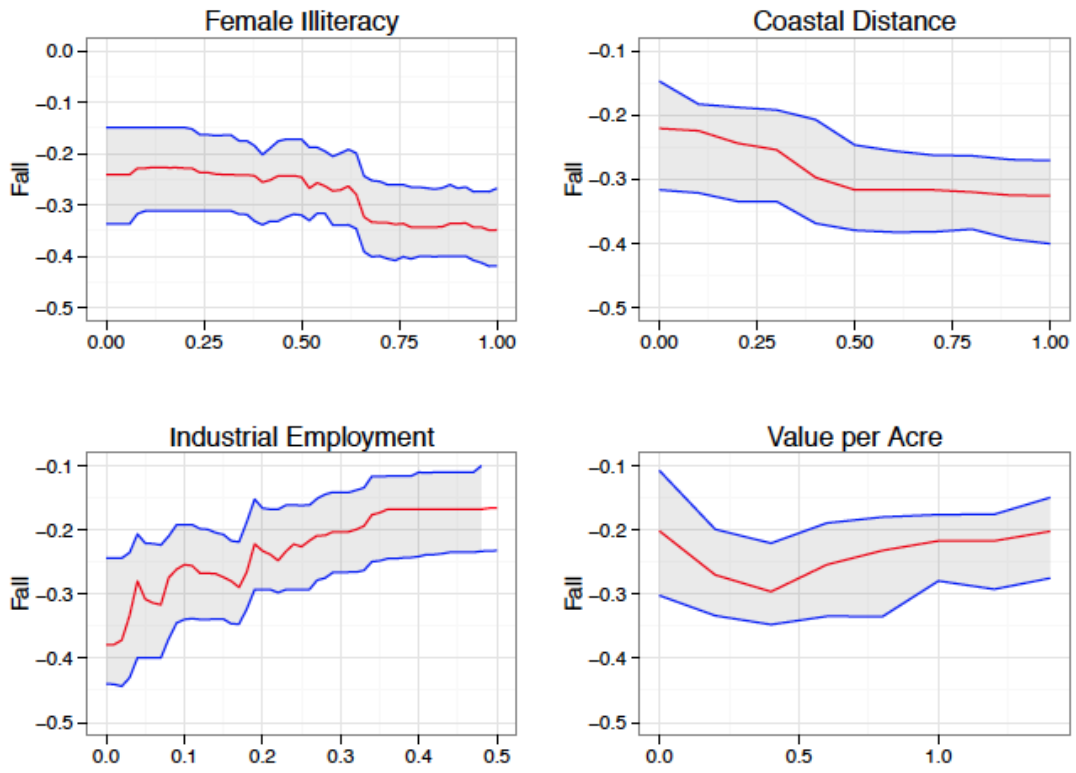 Female Illiteracy
Fall
0.0
−0.1
−0.2
−0.3
−0.4
−0.5
0.00 0.25 0.50 0.75 1.00
Coastal Distance
Fall
−0.1
−0.2
−0.3
−0.4
−0.5
0.00 0.25 0.50 0.75 1.00
Industrial Employment
Fall
−0.1
−0.2
−0.3
−0.4
−0.5
0.0 0.1 0.2 0.3 0.4 0.5
Value per Acre
Fall
−0.1
−0.2
−0.3
−0.4
−0.5
0.0 0.5 1.0